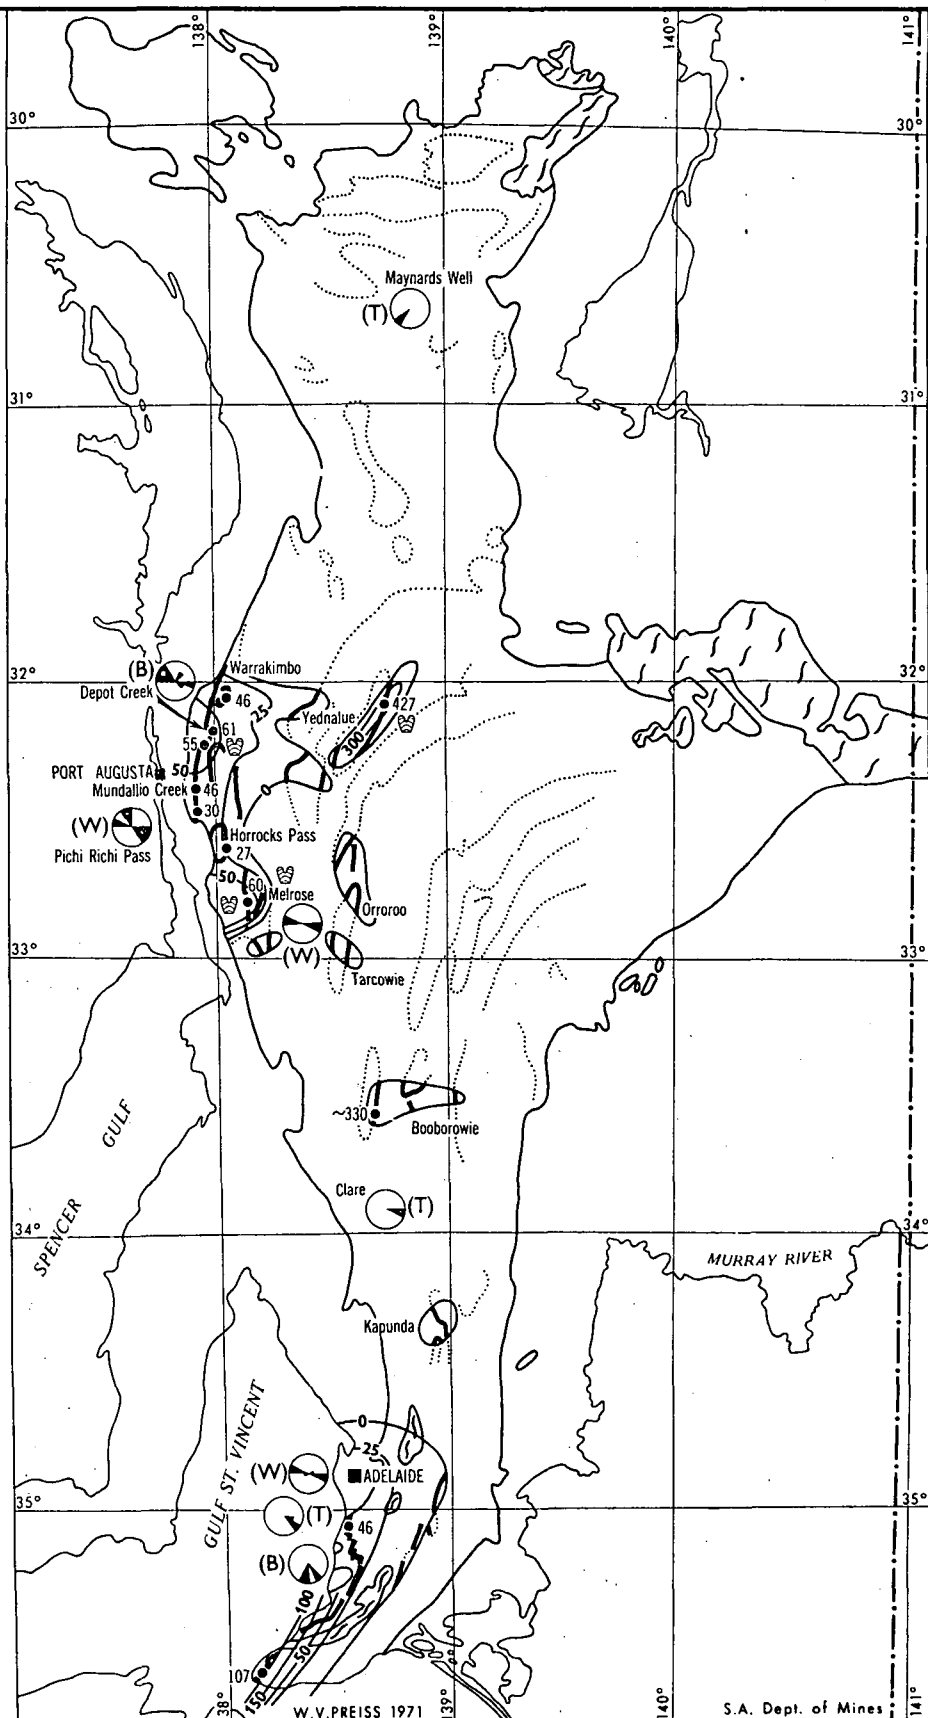 138°
139°
140°
141°
30°
30°
Maynards Well
(T)
31°
31°
(B)
Depot Creek
Warrakimbo
32°
32°
46
25
Yednalue
427
61
55
300
PORT AUGUSTA
50
Mundallio Creek
46
0
30
(W)
Pichi Richi Pass
Horrocks Pass
27
50
60
Melrose
Orroroo
(W)
33°
33°
Tarcowie
~330
Booborowie
SPENCER GULF
Clare
(T)
34°
34°
MURRAY RIVER
Kapunda
GULF ST. VINCENT
0
25
(W)
ADELAIDE
35°
35°
(T)
46
(B)
100
50
107
150
38°
139°
140°
141°
W.V.PREISS 1971
S.A. Dept. of Mines